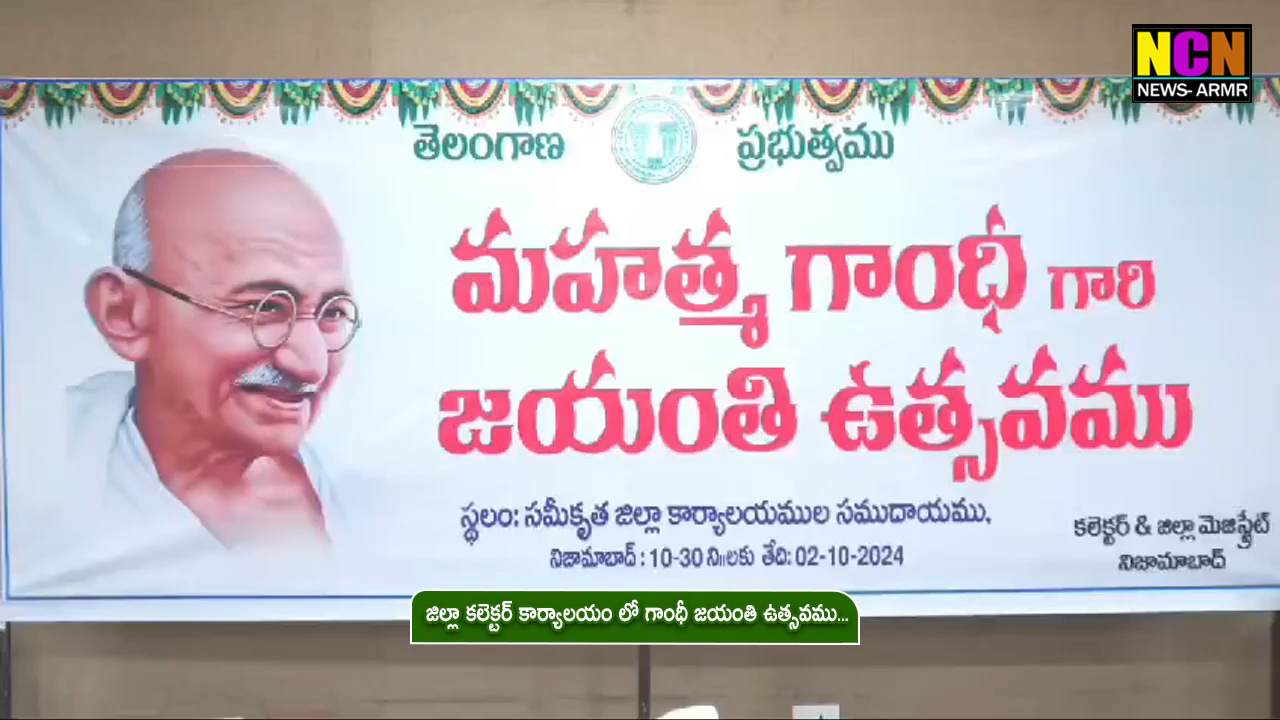 NCN
NEWS- ARMR
తెలంగాణ ప్రభుత్వము
మహత్మ గాంధీ గారి
జయంతి ఉత్సవము
స్థలం: సమీకృత జిల్లా కార్యాలయముల సముదాయము.
నిజామాబాద్ : 10-30 ని॥లకు తేది: 02-10-2024
కలెక్టర్ & జిల్లా మెజిస్ట్రేట్
నిజామాబాద్
జిల్లా కలెక్టర్ కార్యాలయం లో గాంధీ జయంతి ఉత్సవము...